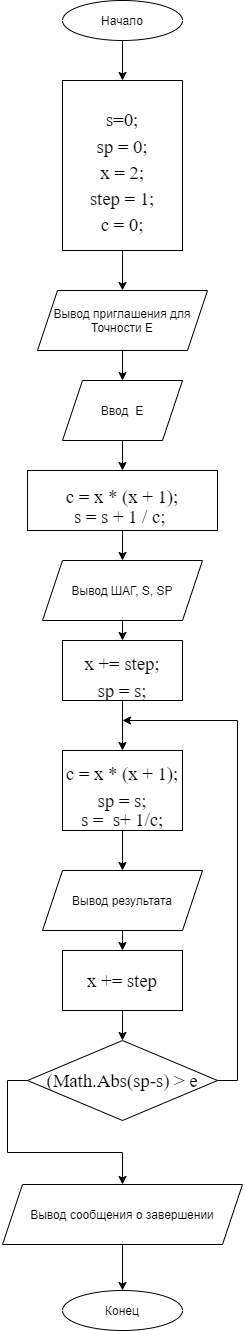 Начало
s=0;
sp = 0;
x = 2;
step = 1;
c = 0;
Вывод приглашения для
Точности E
Ввод E
c = x * (x + 1);
s = s + 1 / c;
Вывод ШАГ, S, SP
x += step;
sp = s;
c = x * (x + 1);
sp = s;
s = s+ 1/c;
Вывод результата
x += step
(Math.Abs(sp-s) > e
Вывод сообщения о завершении
Конец